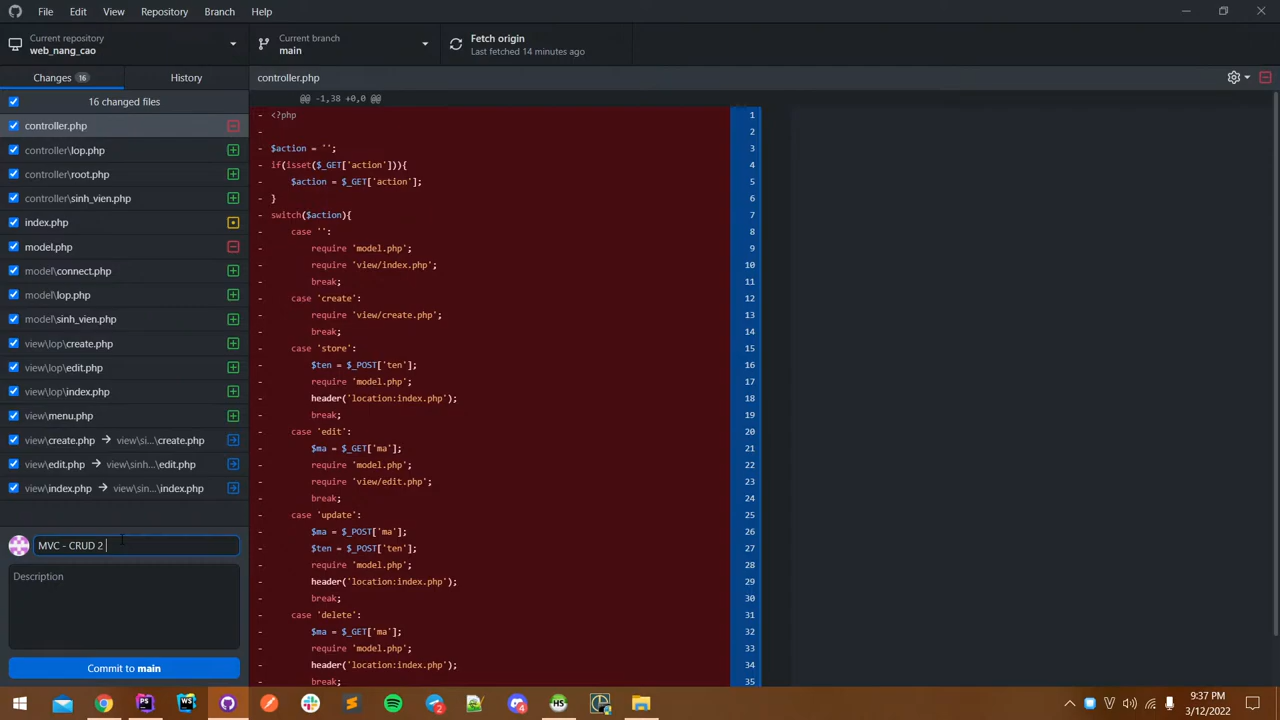 File Edit View Repository Branch Help
Current repository
web_nang_cao
Current branch
main
Fetch origin
Last fetched 14 minutes ago
Changes 16
History
controller.php
16 changed files
controller.php
controller\lop.php
controller\root.php
controller\sinh_vien.php
index.php
model.php
model\connect.php
model\lop.php
model\sinh_vien.php
view\lop\create.php
view\lop\edit.php
view\lop\index.php
view\menu.php
view\create.php → view\si...\create.php
view\edit.php → view\sinh...\edit.php
view\index.php → view\sin...\index.php
MVC - CRUD 2
Description
Commit to main
@@ -1,38 +0,0 @@
- <?php 1
- 2
- $action = ''; 3
- if(isset($_GET['action'])){ 4
- $action = $_GET['action']; 5
- } 6
- switch($action){ 7
- case '': 8
- require 'model.php'; 9
- require 'view/index.php'; 10
- break; 11
- case 'create': 12
- require 'view/create.php'; 13
- break; 14
- case 'store': 15
- $ten = $_POST['ten']; 16
- require 'model.php'; 17
- header('location:index.php'); 18
- break; 19
- case 'edit': 20
- $ma = $_GET['ma']; 21
- require 'model.php'; 22
- require 'view/edit.php'; 23
- break; 24
- case 'update': 25
- $ma = $_POST['ma']; 26
- $ten = $_POST['ten']; 27
- require 'model.php'; 28
- header('location:index.php'); 29
- break; 30
- case 'delete': 31
- $ma = $_GET['ma']; 32
- require 'model.php'; 33
- header('location:index.php'); 34
- break; 35
PS
WS
2
4
HS
V
9:37 PM
3/12/2022